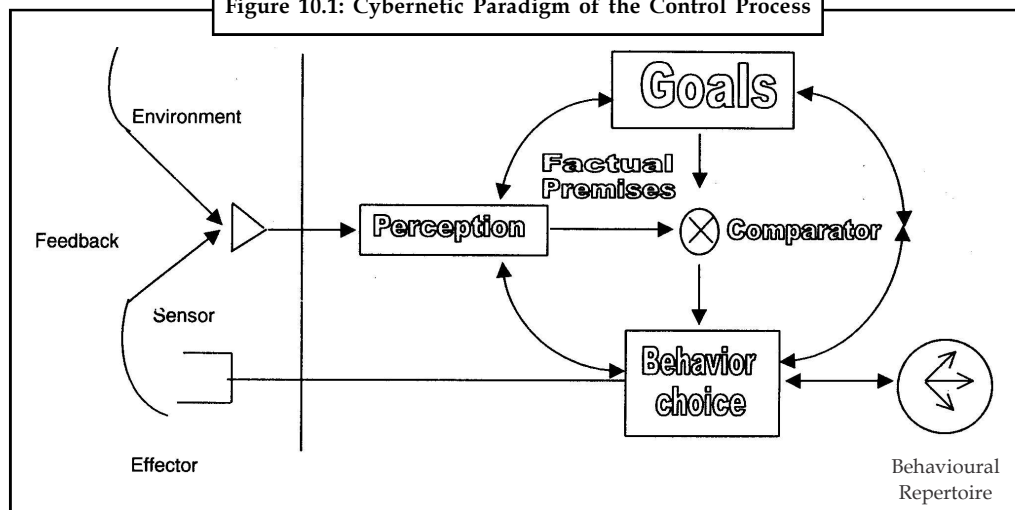 Figure 10.1: Cybernetic Paradigm of the Control Process
Goals
Environment
Factual
Premises
Feedback
Perception
Comparator
Sensor
Behavior
choice
Effector
Behavioural
Repertoire